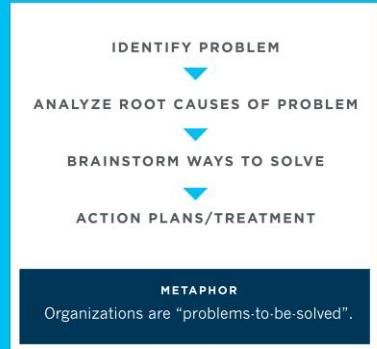 IDENTIFY PROBLEM
ANALYZE ROOT CAUSES OF PROBLEM
BRAINSTORM WAYS TO SOLVE
ACTION PLANS/TREATMENT
METAPHOR
Organizations are “problems-to-be-solved”.